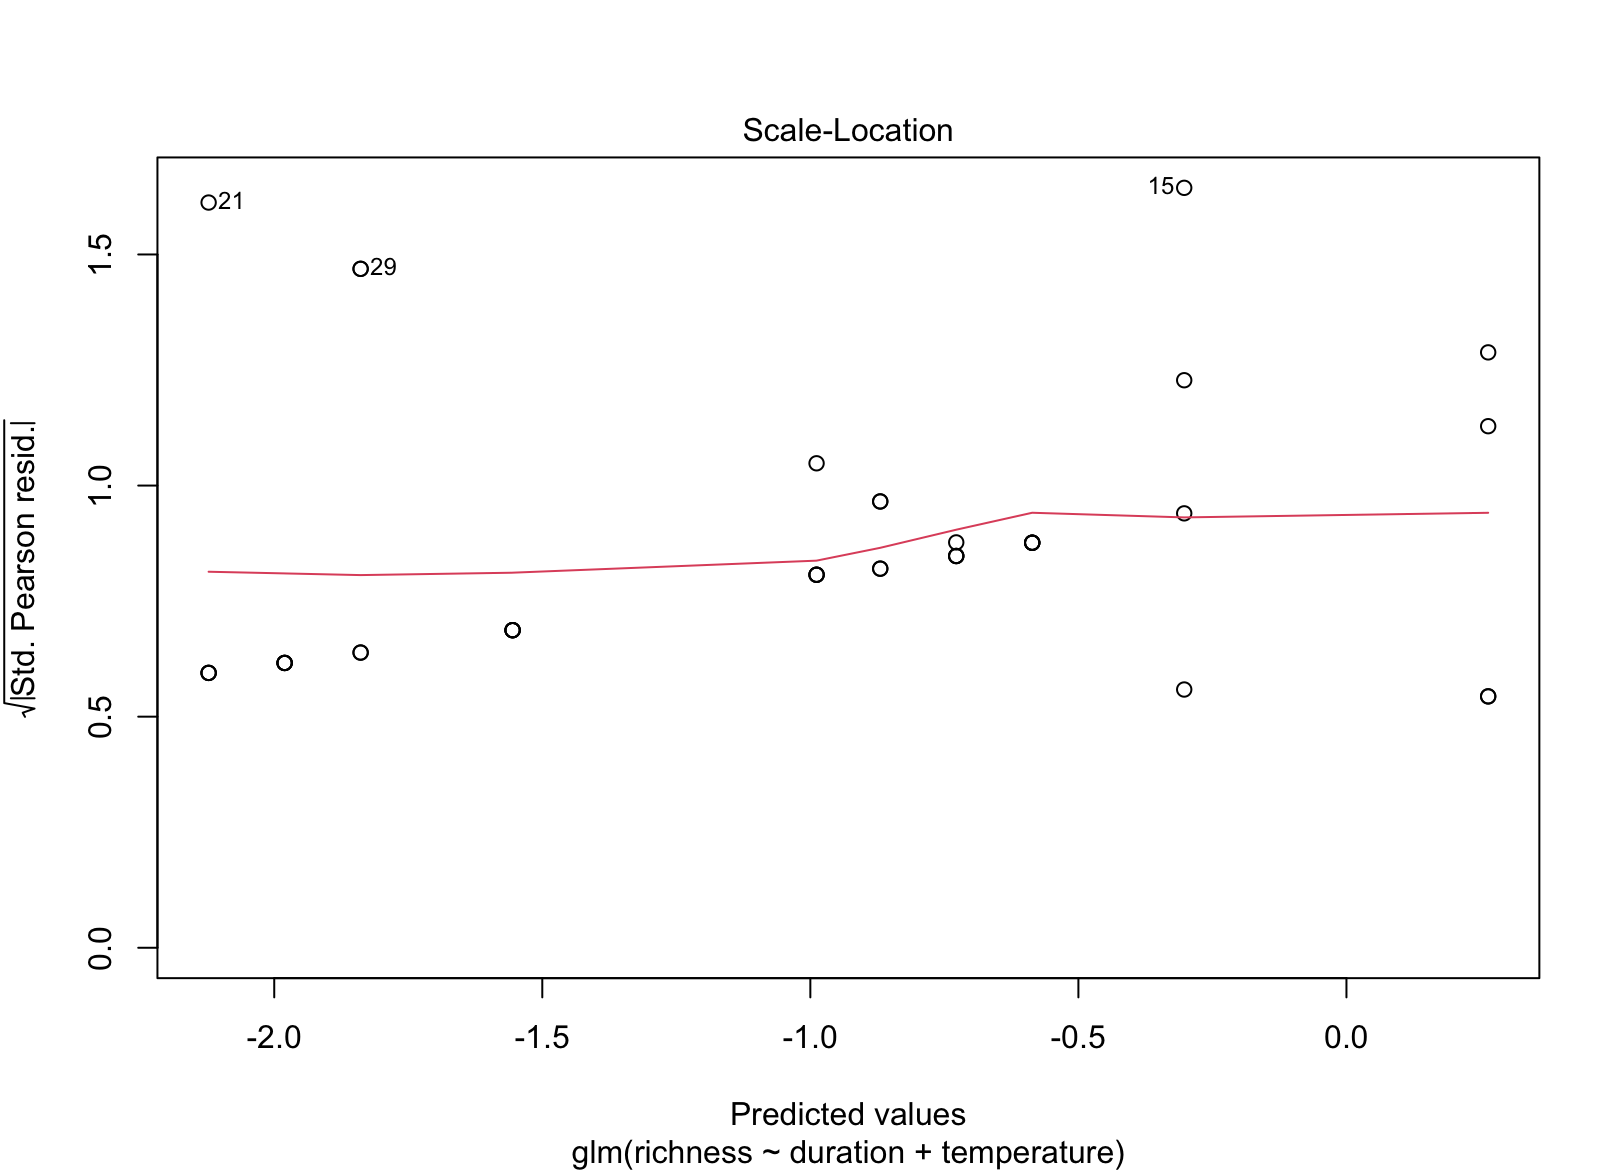 Scale-Location
21
15
29
1.5
1.0
0.5
0.0
√|Std. Pearson resid.|
-2.0 -1.5 -1.0 -0.5 0.0
Predicted values
glm(richness ~ duration + temperature)